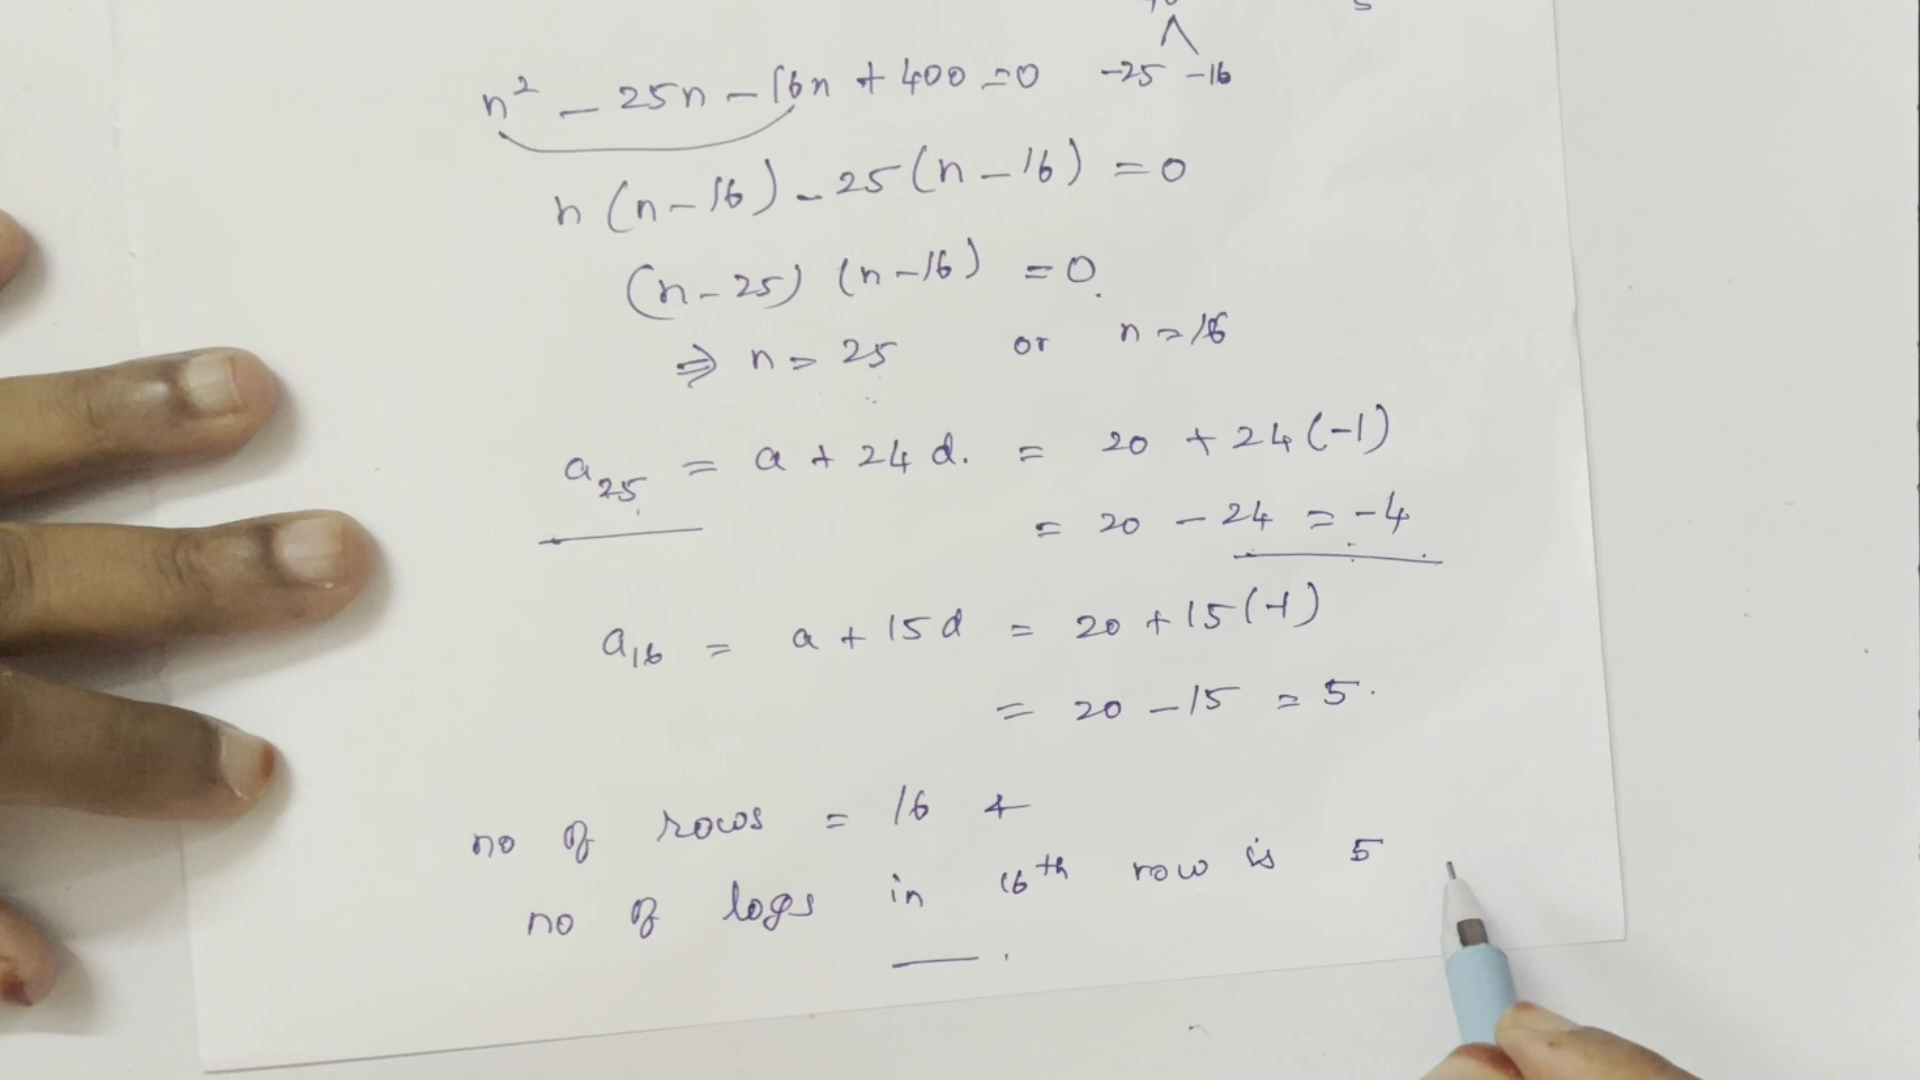 n² - 25n - 16n + 400 = 0 -25 -16
n (n - 16) - 25 (n - 16) = 0
(n - 25) (n - 16) = 0.
⇒ n = 25 or n = 16
a₂₅ = a + 24 d. = 20 + 24 (-1)
= 20 - 24 = -4
a₁₆ = a + 15 d = 20 + 15 (-1)
= 20 - 15 = 5.
no of rows = 16 &
no of logs in 16th row is 5